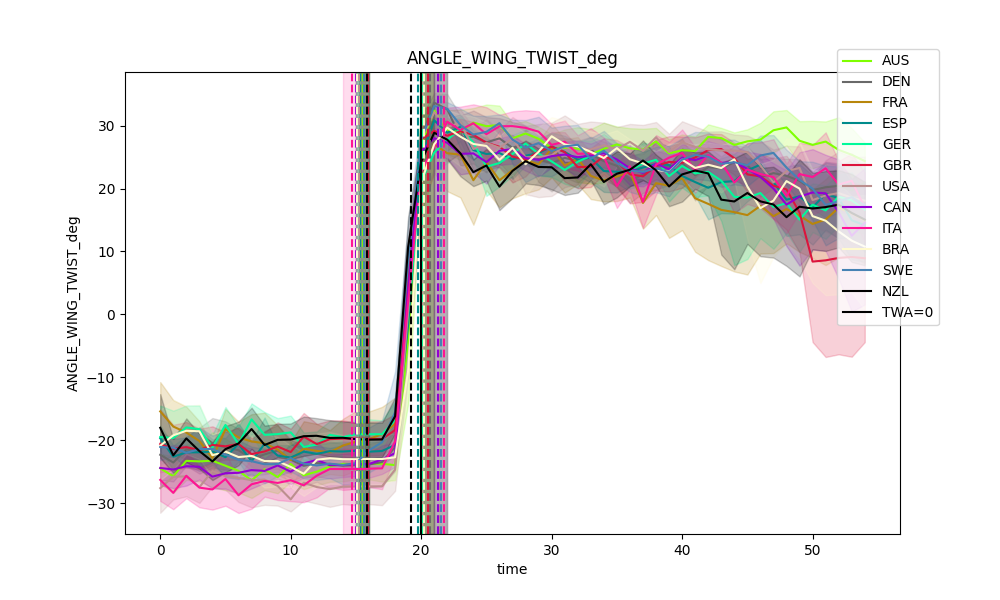 ANGLE_WING_TWIST_deg
AUS
DEN
FRA
ESP
GER
GBR
USA
CAN
ITA
BRA
SWE
NZL
TWA=0
ANGLE_WING_TWIST_deg
30
20
10
0
−10
−20
−30
0
10
20
30
40
50
time